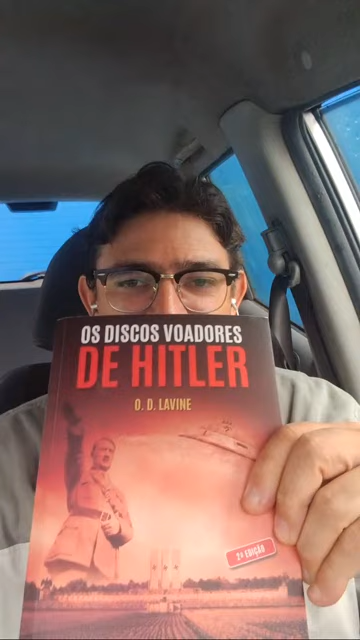 OS DISCOS VOADORES
DE HITLER
O. D. LAVINE
2ª EDIÇÃO